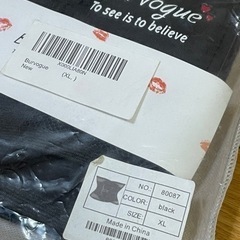 vogue
To see is to believe
(XL)
Burvogue
New
NO.: 80087
COLOR: black
SIZE: XL
Made in China